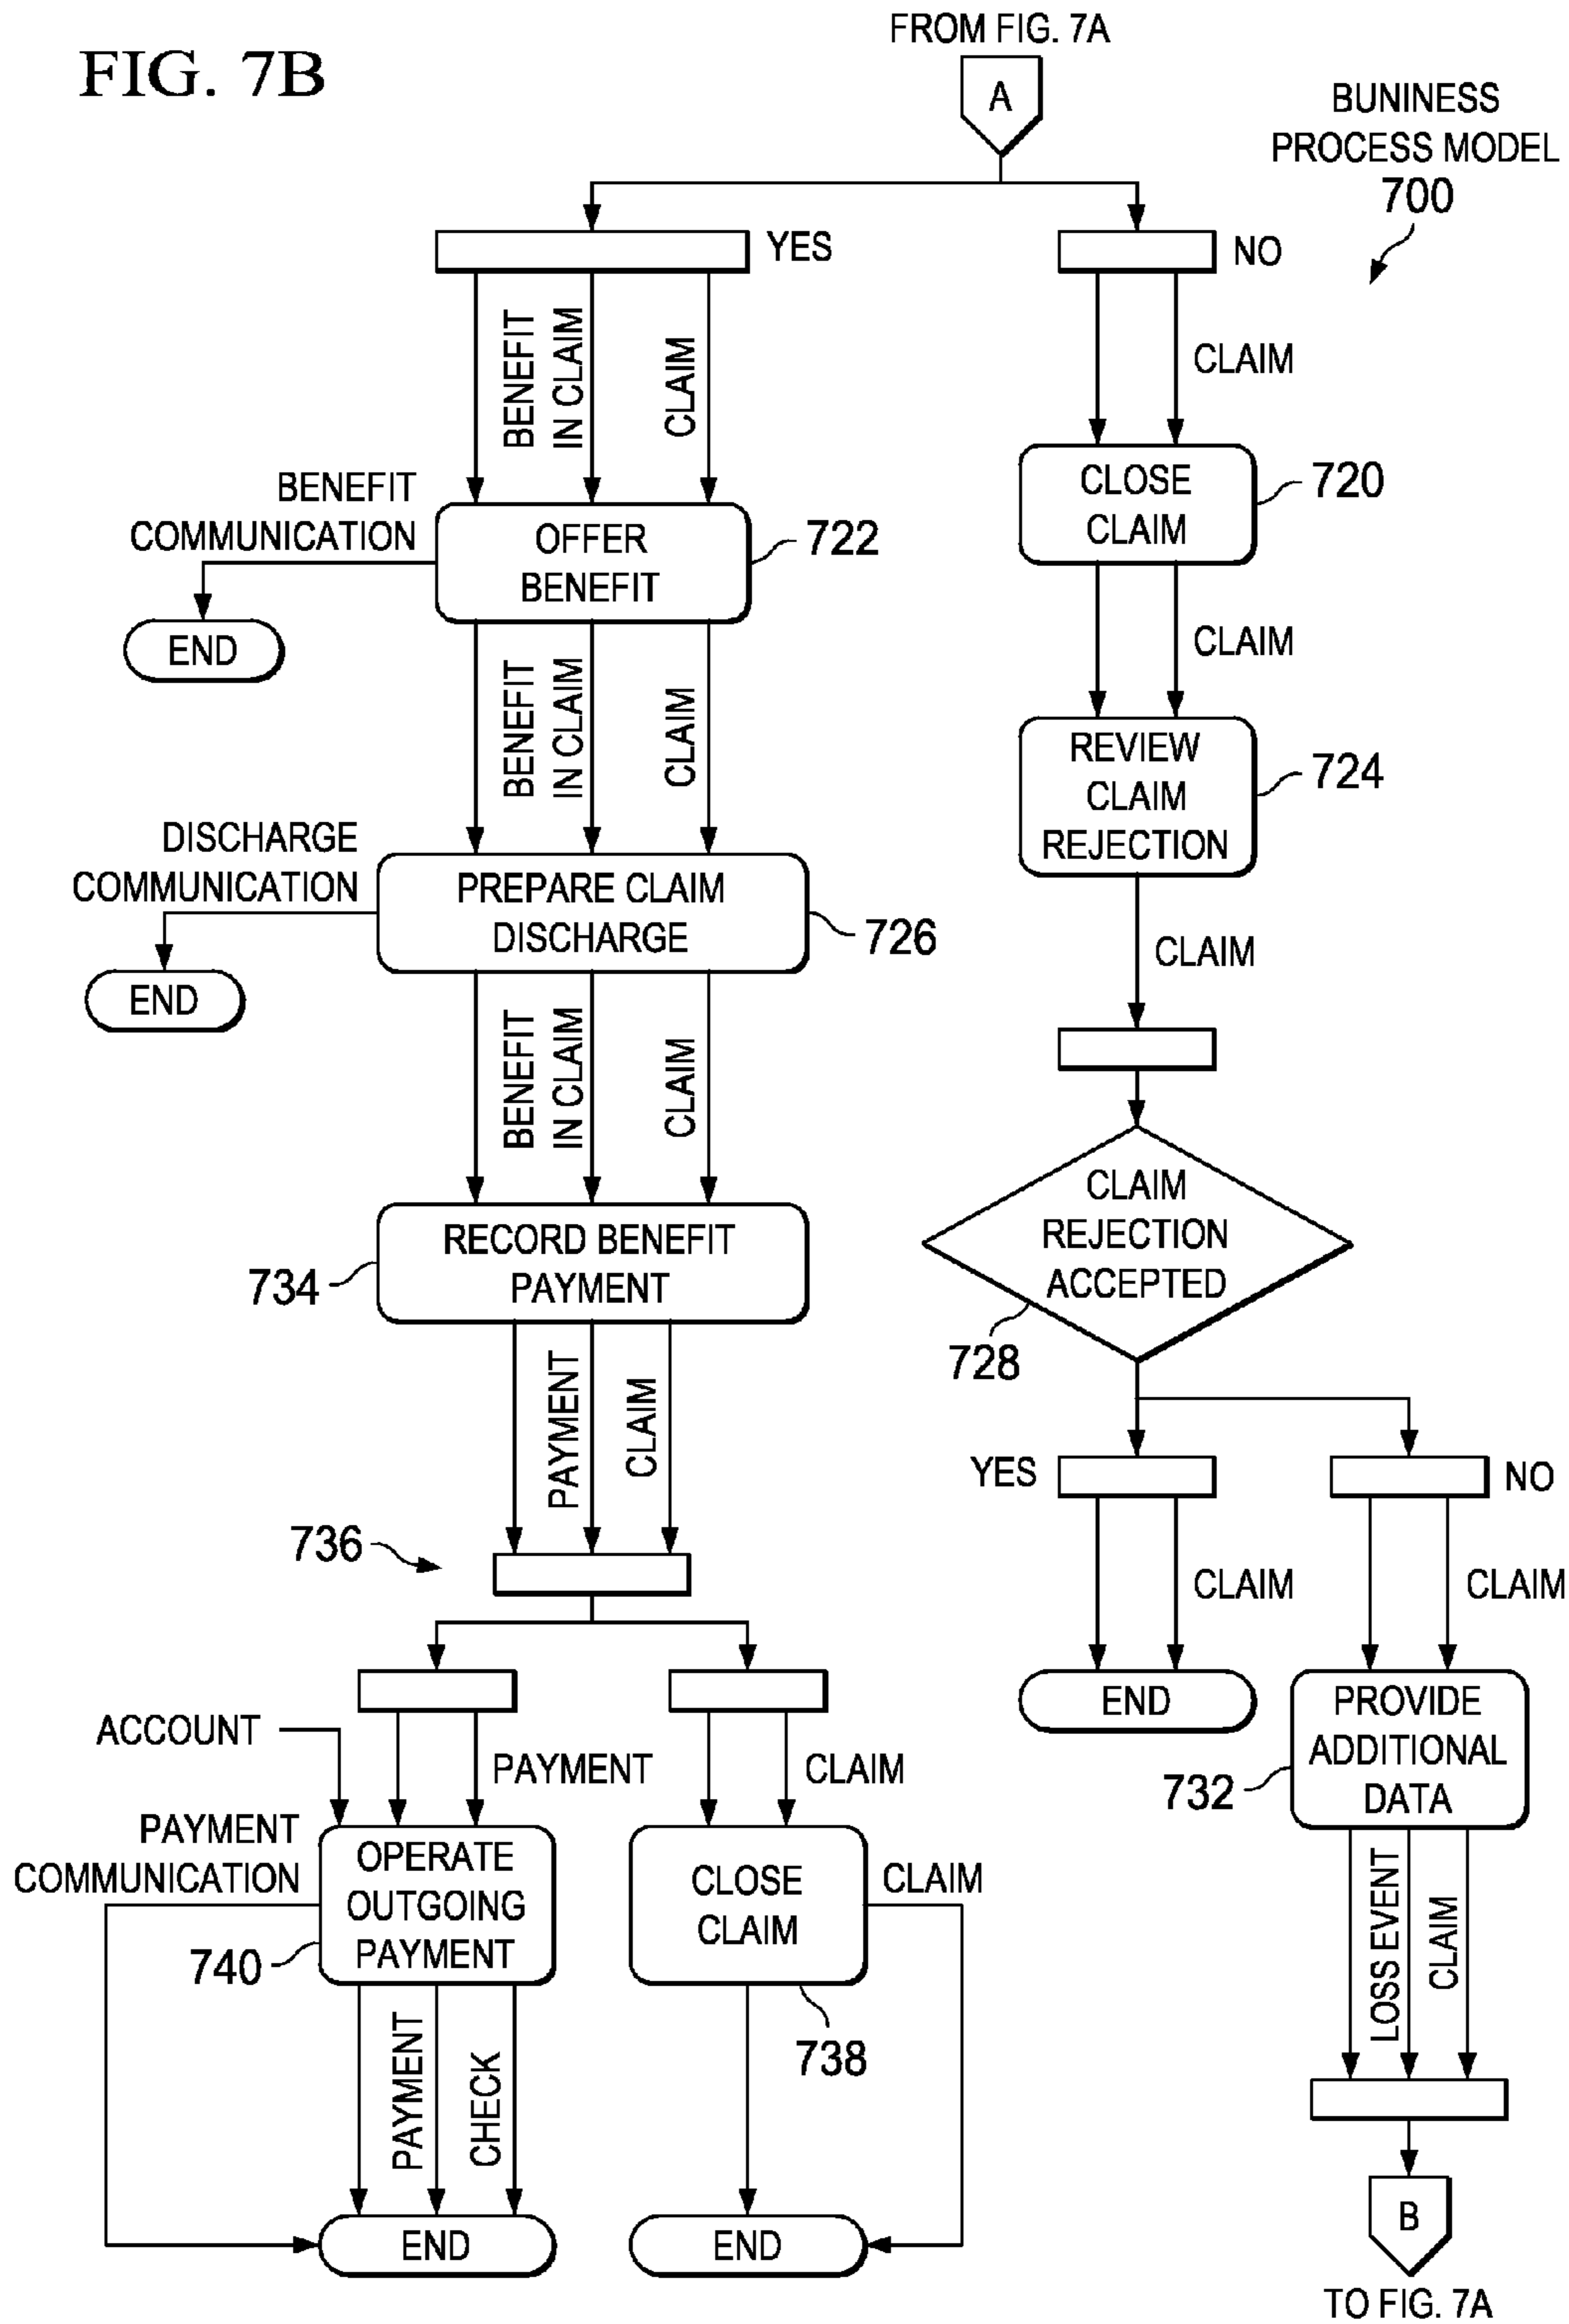 FIG. 7B
FROM FIG. 7A
A
BUNINESS
PROCESS MODEL
700
YES
NO
BENEFIT
IN CLAIM
CLAIM
CLAIM
BENEFIT
COMMUNICATION
OFFER
BENEFIT
722
END
CLOSE
CLAIM
720
BENEFIT
IN CLAIM
CLAIM
CLAIM
REVIEW
CLAIM
REJECTION
724
DISCHARGE
COMMUNICATION
PREPARE CLAIM
DISCHARGE
726
END
CLAIM
BENEFIT
IN CLAIM
CLAIM
CLAIM
REJECTION
ACCEPTED
728
RECORD BENEFIT
PAYMENT
734
PAYMENT
CLAIM
YES
NO
736
CLAIM
CLAIM
END
PROVIDE
ADDITIONAL
DATA
732
ACCOUNT
PAYMENT
CLAIM
PAYMENT
COMMUNICATION
OPERATE
OUTGOING
PAYMENT
740
CLOSE
CLAIM
CLAIM
738
LOSS EVENT
CLAIM
PAYMENT
CHECK
END
END
B
TO FIG. 7A